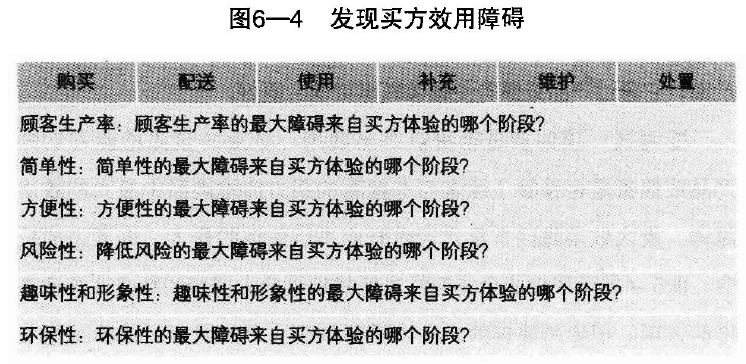 图6—4 发现买方效用障碍
购买 配送 使用 补充 维护 处置
顾客生产率：顾客生产率的最大障碍来自买方体验的哪个阶段？
简单性：简单性的最大障碍来自买方体验的哪个阶段？
方便性：方便性的最大障碍来自买方体验的哪个阶段？
风险性：降低风险的最大障碍来自买方体验的哪个阶段？
趣味性和形象性：趣味性和形象性的最大障碍来自买方体验的哪个阶段？
环保性：环保性的最大障碍来自买方体验的哪个阶段？